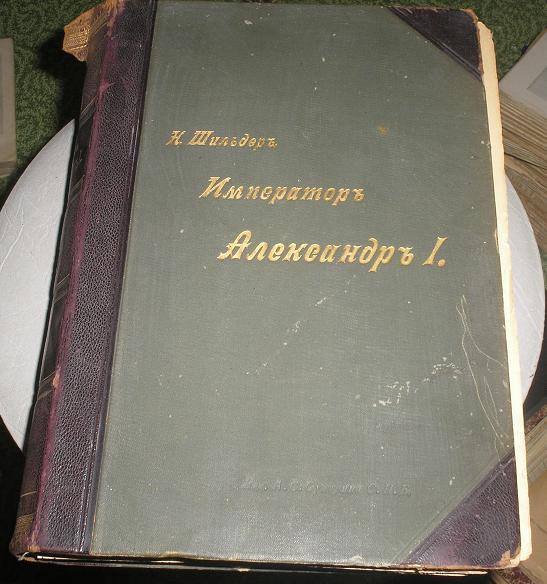 Н. Шильдеръ
Императоръ
Александръ I.